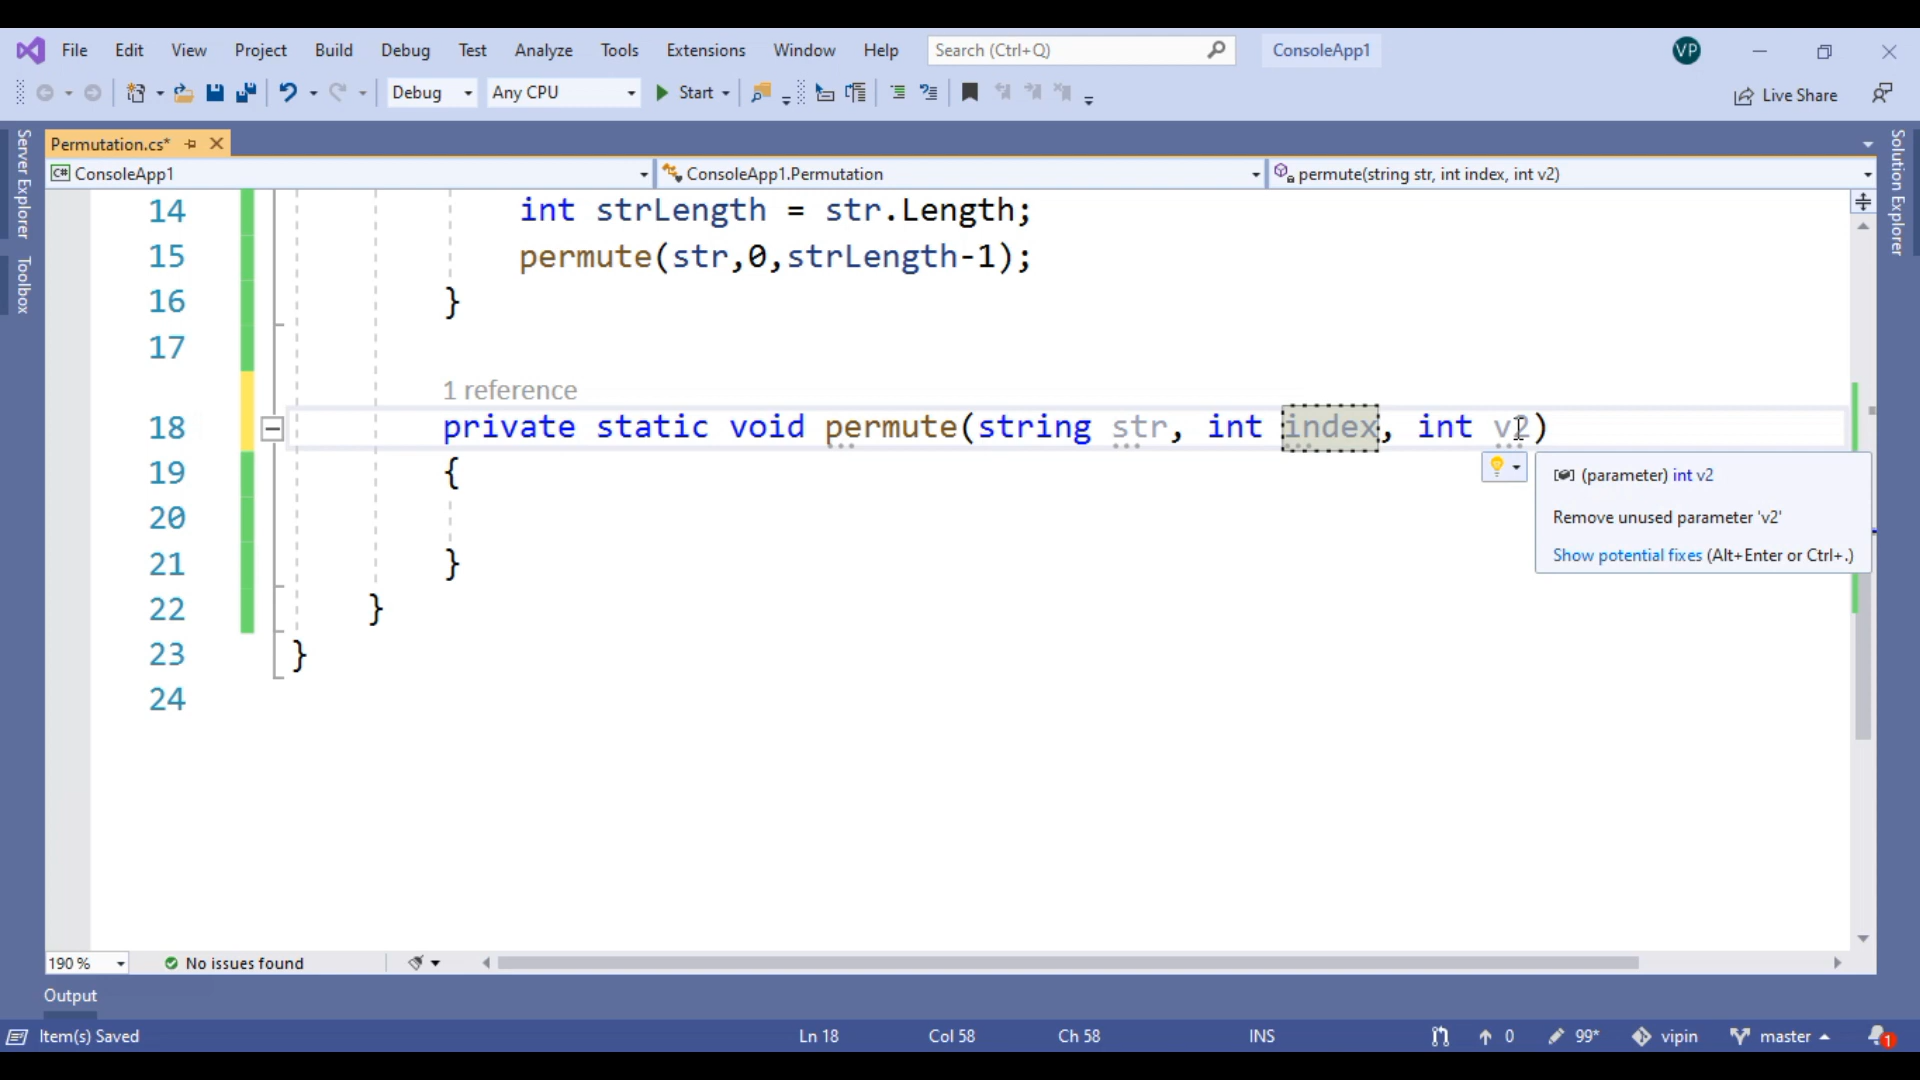 File Edit View Project Build Debug Test Analyze Tools Extensions Window Help Search (Ctrl+Q) ConsoleApp1 VP
Debug Any CPU Start Live Share
Server Explorer
Toolbox
Solution Explorer
Permutation.cs*
C# ConsoleApp1 ConsoleApp1.Permutation permute(string str, int index, int v2)
14 int strLength = str.Length;
15 permute(str,0,strLength-1);
16 }
17
1 reference
18 private static void permute(string str, int index, int v2)
19 {
20
21 }
22 }
23 }
24
(parameter) int v2
Remove unused parameter 'v2'
Show potential fixes (Alt+Enter or Ctrl+.)
190 % No issues found
Output
Item(s) Saved Ln 18 Col 58 Ch 58 INS 0 99* vipin master 1